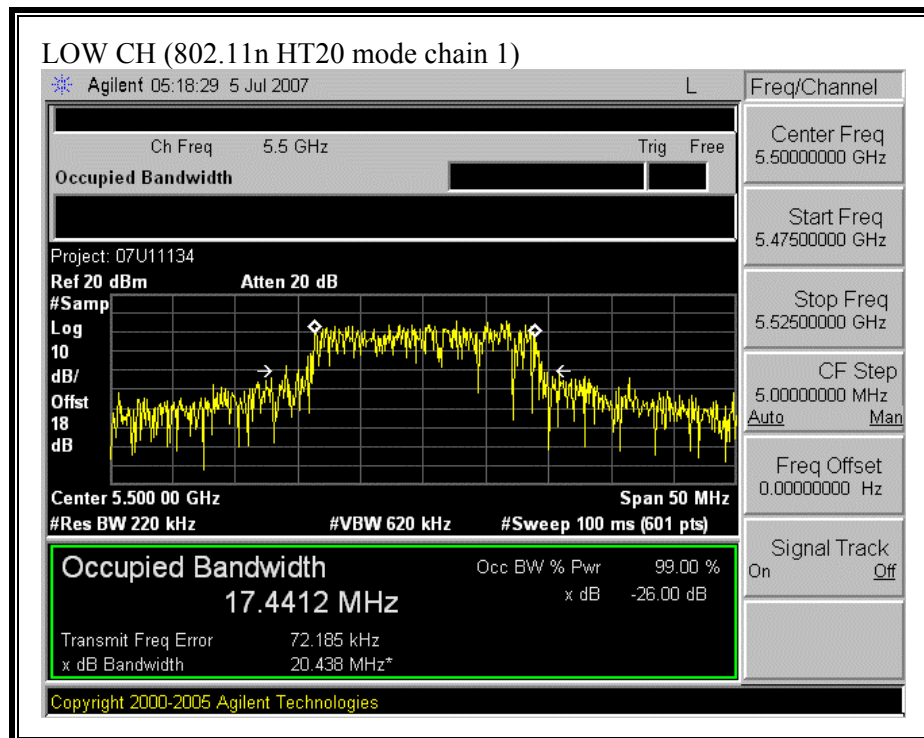 LOW CH (802.11n HT20 mode chain 1)
Agilent 05:18:29 5 Jul 2007 L
Freq/Channel
Ch Freq 5.5 GHz Trig Free
Occupied Bandwidth
Center Freq
5.50000000 GHz
Start Freq
5.47500000 GHz
Stop Freq
5.52500000 GHz
CF Step
5.00000000 MHz
Auto Man
Freq Offset
0.00000000 Hz
Signal Track
On Off
Project: 07U11134
Ref 20 dBm Atten 20 dB
#Samp
Log
10
dB/
Offst
18
dB
Center 5.500 00 GHz Span 50 MHz
#Res BW 220 kHz #VBW 620 kHz #Sweep 100 ms (601 pts)
Occupied Bandwidth
17.4412 MHz
Occ BW % Pwr 99.00 %
x dB -26.00 dB
Transmit Freq Error 72.185 kHz
x dB Bandwidth 20.438 MHz*
Copyright 2000-2005 Agilent Technologies